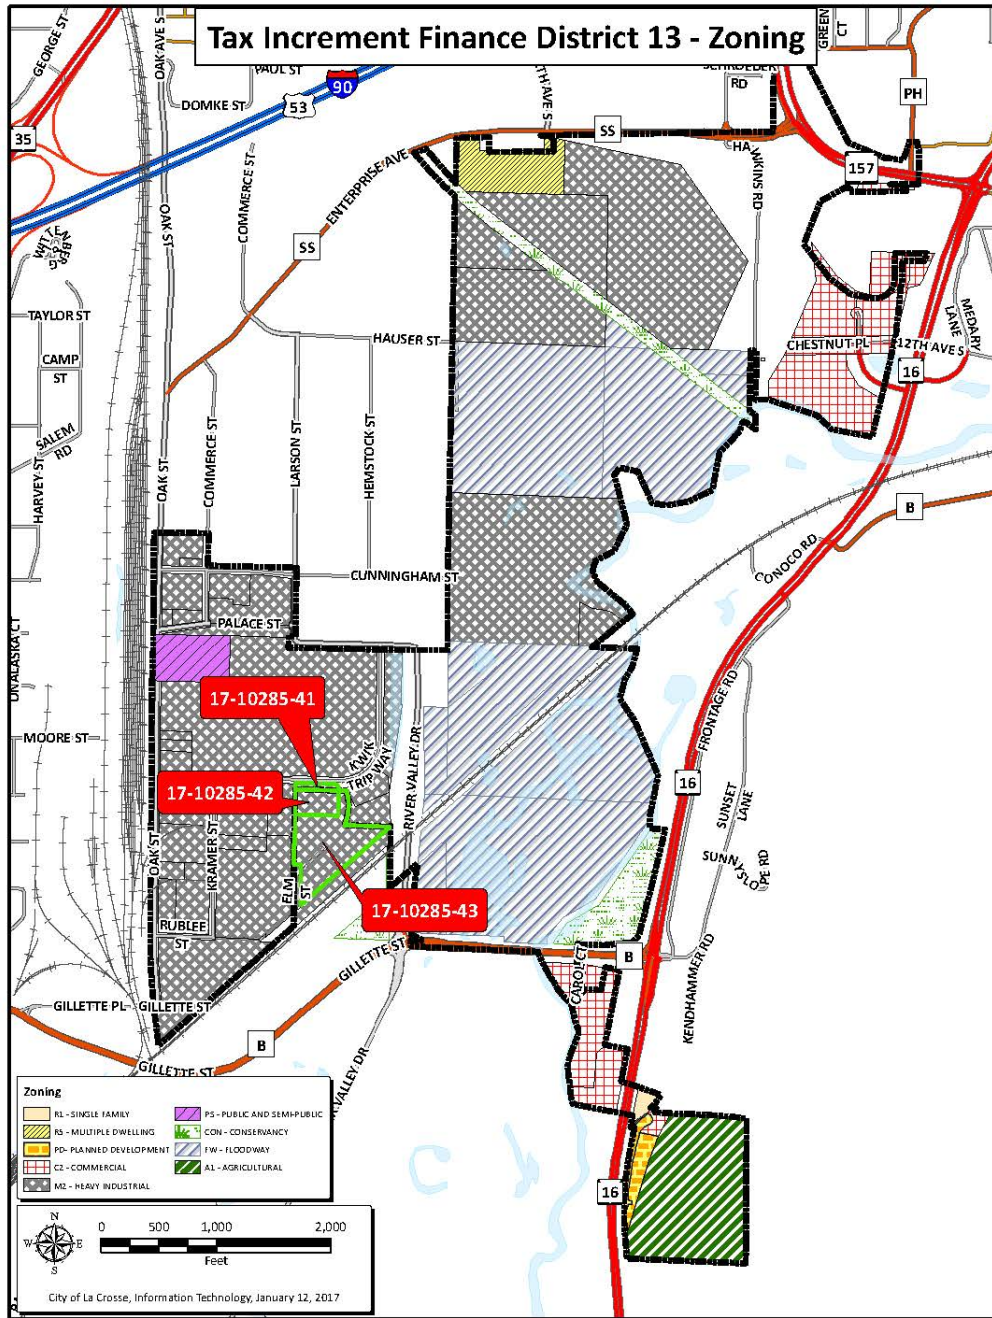 Tax Increment Finance District 13 - Zoning
GEORGE ST
OAK AVE S
PAUL ST
DOMKE ST
53
90
35
TH AVE S
SS
SCHROEDER
RD
GREEN
CT
PH
157
HAWKINS RD
ENTERPRISE AVE
SS
COMMERCE ST
OAK ST
WITTENBERG
PL
TAYLOR ST
CAMP
ST
SALEM
RD
HARVEY ST
HAUSER ST
COMMERCE ST
LARSON ST
HEMSTOCK ST
OAK ST
CHESTNUT PL
12TH AVE S
MEDARY
LANE
16
B
CONOCO RD
CUNNINGHAM ST
PALACE ST
ONALASKA CT
MOORE ST
17-10285-41
17-10285-42
17-10285-43
KWIK
TRIP WAY
RIVER VALLEY DR
FRONTAGE RD
16
SUNSET
LANE
SUNNYSLOPE RD
OAK ST
KRAMER ST
ELM
ST
RUBLEE
ST
GILLETTE ST
B
CAROL CT
KENDHAMMER RD
GILLETTE PL
GILLETTE ST
B
GILLETTE ST
R VALLEY DR
16
Zoning
R1 - SINGLE FAMILY
R5 - MULTIPLE DWELLING
PD - PLANNED DEVELOPMENT
C2 - COMMERCIAL
M2 - HEAVY INDUSTRIAL
PS - PUBLIC AND SEMI-PUBLIC
CON - CONSERVANCY
FW - FLOODWAY
A1 - AGRICULTURAL
N
W E
S
0 500 1,000 2,000
Feet
City of La Crosse, Information Technology, January 12, 2017